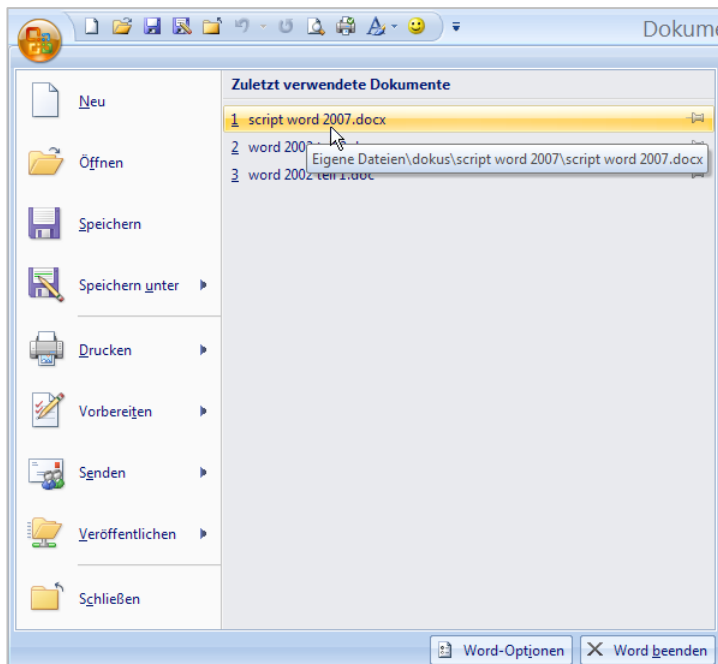 Dokume
Neu
Öffnen
Speichern
Speichern unter
Drucken
Vorbereiten
Senden
Veröffentlichen
Schließen
Zuletzt verwendete Dokumente
1 script word 2007.docx
2 word 200
Eigene Dateien\dokus\script word 2007\script word 2007.docx
3 word 2002 teil 1.doc
Word-Optionen
Word beenden